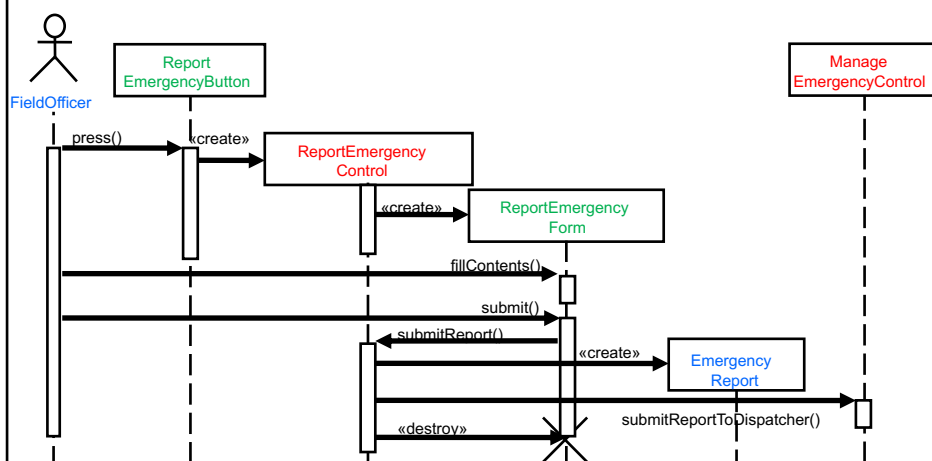 Report
EmergencyButton
Manage
EmergencyControl
FieldOfficer
press()
«create»
ReportEmergency
Control
«create»
ReportEmergency
Form
fillContents()
submit()
submitReport()
«create»
Emergency
Report
submitReportToDispatcher()
«destroy»